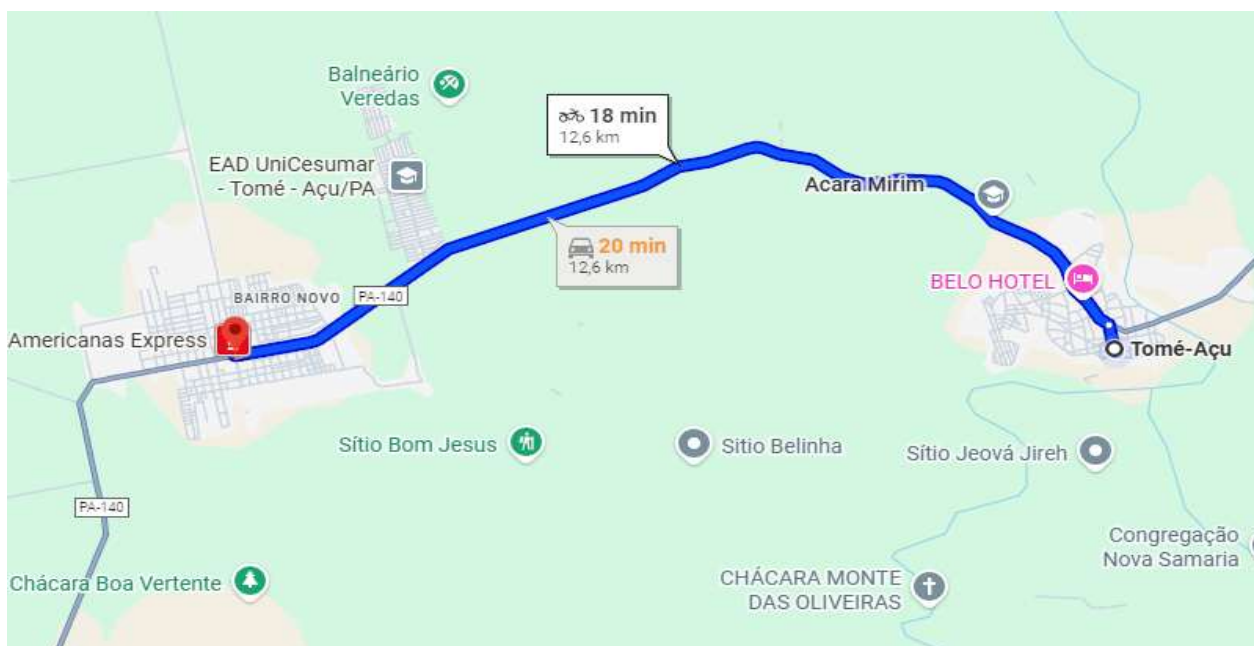 Balneário
Veredas
18 min
12,6 km
EAD UniCesumar
- Tomé - Açu/PA
Acara Mirim
20 min
12,6 km
BELO HOTEL
BAIRRO NOVO
PA-140
Americanas Express
Tomé-Açu
Sítio Bom Jesus
Sitio Belinha
Sítio Jeová Jireh
PA-140
Congregação
Nova Samaria
Chácara Boa Vertente
CHÁCARA MONTE
DAS OLIVEIRAS